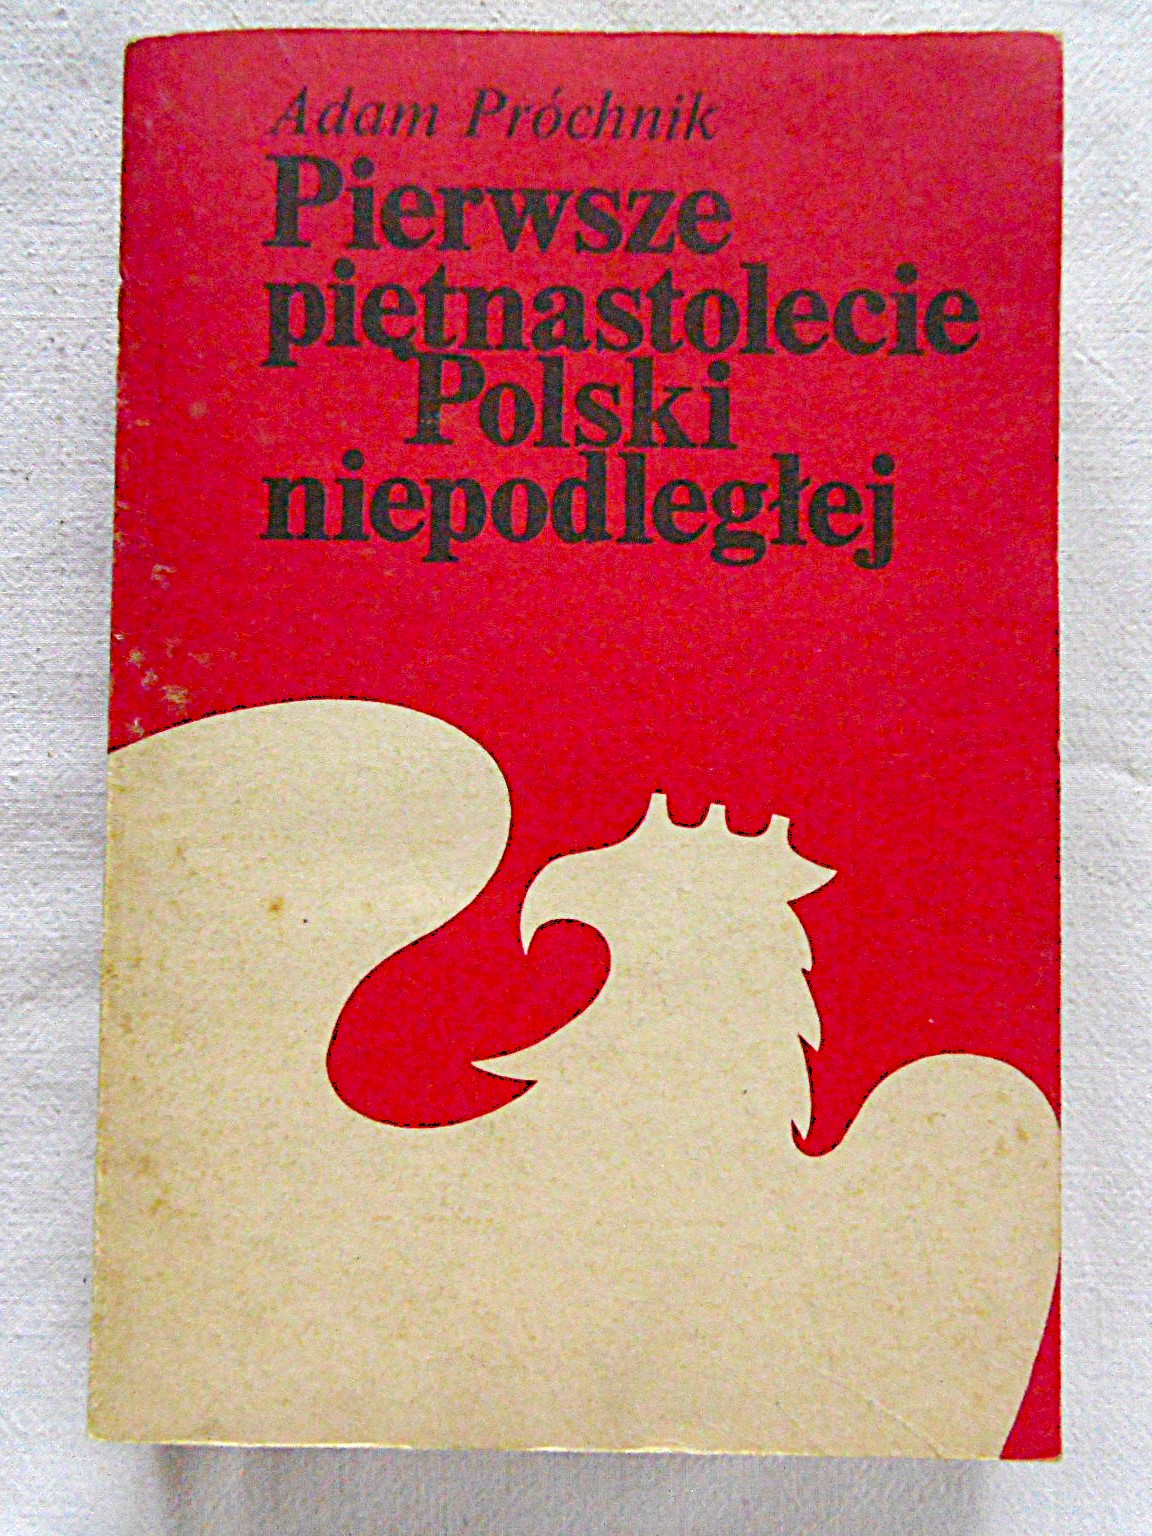 Adam Próchnik
Pierwsze
piętnastolecie
Polski
niepodległej